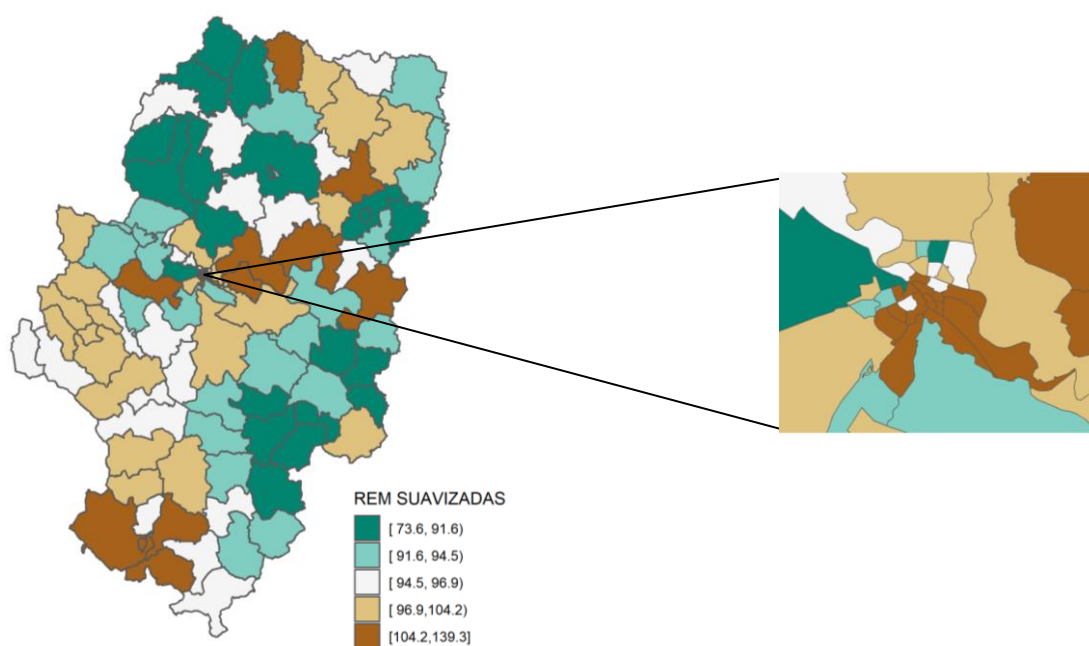 REM SUAVIZADAS
[ 73.6, 91.6)
[ 91.6, 94.5)
[ 94.5, 96.9)
[ 96.9,104.2)
[104.2,139.3]